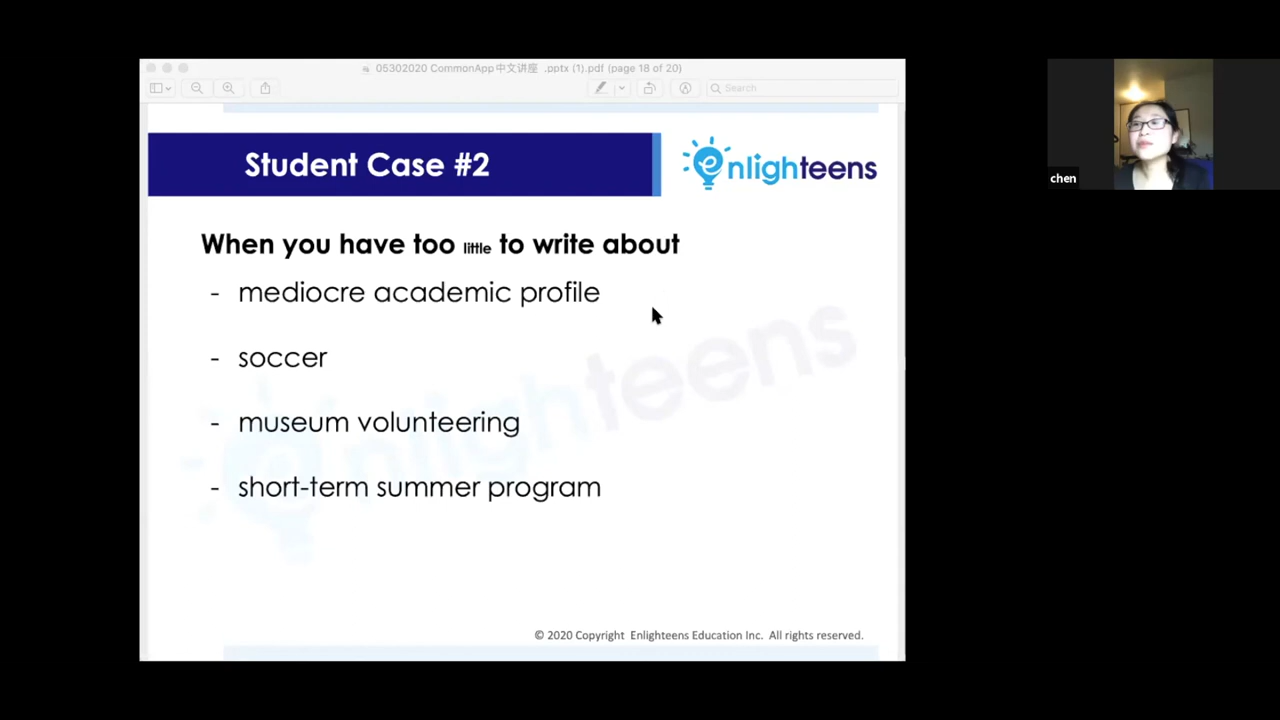 05302020 CommonApp中文讲座 .pptx (1).pdf (page 18 of 20)
Search
Student Case #2
enlighteens
When you have too little to write about
- mediocre academic profile
- soccer
- museum volunteering
- short-term summer program
enlighteens
© 2020 Copyright Enlighteens Education Inc. All rights reserved.
chen